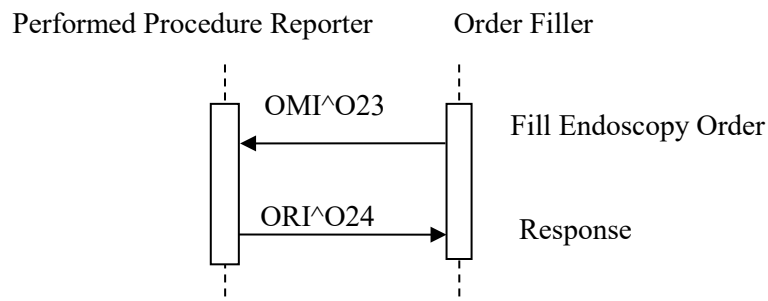 Performed Procedure Reporter Order Filler
OMI^O23
Fill Endoscopy Order
ORI^O24
Response